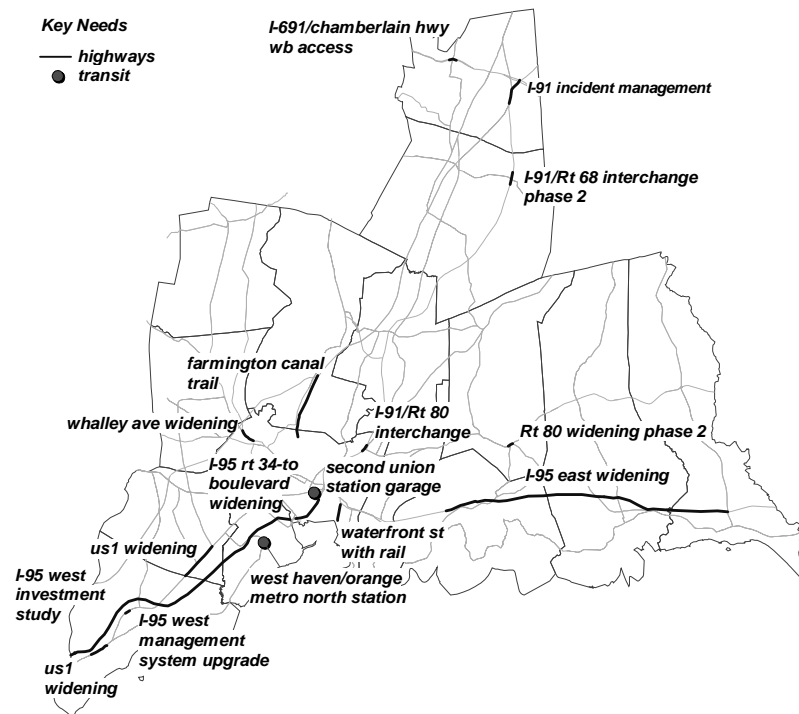 Key Needs
highways
transit
I-691/chamberlain hwy
wb access
I-91 incident management
I-91/Rt 68 interchange
phase 2
farmington canal
trail
whalley ave widening
I-91/Rt 80
interchange
Rt 80 widening phase 2
I-95 rt 34-to
boulevard
widening
second union
station garage
I-95 east widening
waterfront st
with rail
us1 widening
west haven/orange
metro north station
I-95 west
investment
study
I-95 west
management
system upgrade
us1
widening